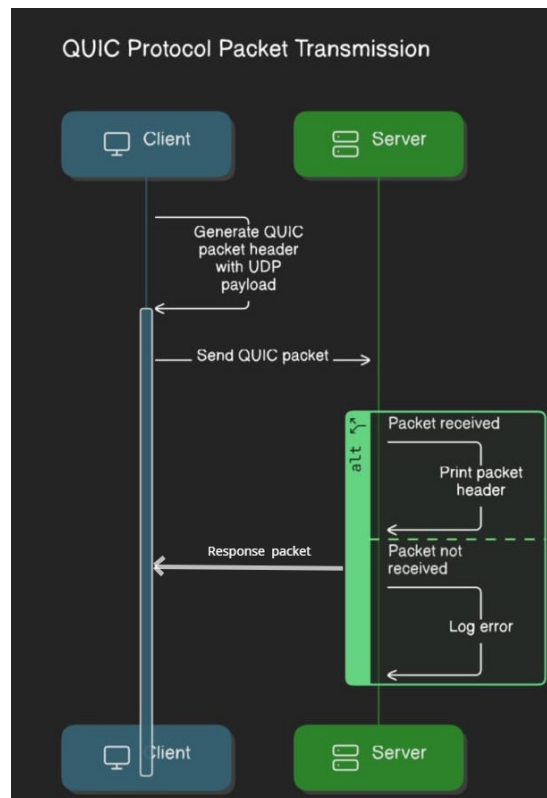 QUIC Protocol Packet Transmission
Client
Server
Generate QUIC
packet header
with UDP
payload
Send QUIC packet
alt
Packet received
Print packet
header
Response packet
Packet not
received
Log error
Client
Server